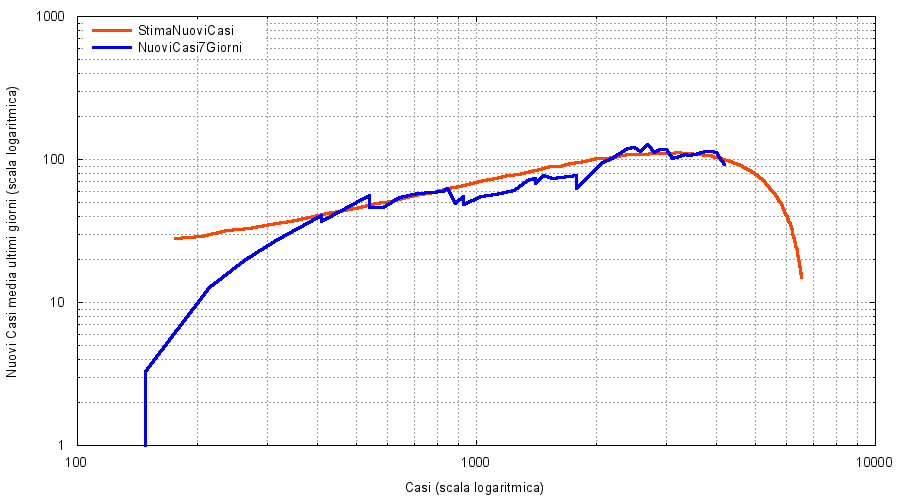 1000
StimaNuoviCasi
NuoviCasi7Giorni
100
10
1
100
1000
10000
Nuovi Casi media ultimi giorni (scala logaritmica)
Casi (scala logaritmica)